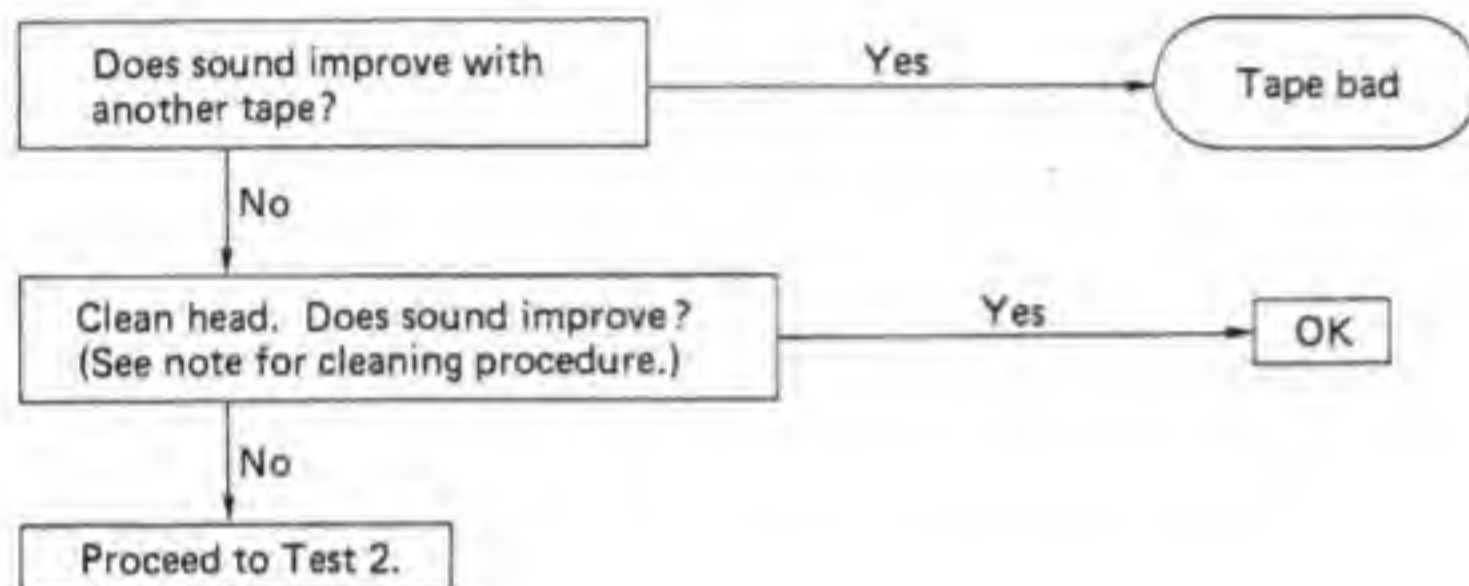 Does sound improve with
another tape?
Yes
Tape bad
No
Clean head. Does sound improve?
(See note for cleaning procedure.)
Yes
OK
No
Proceed to Test 2.